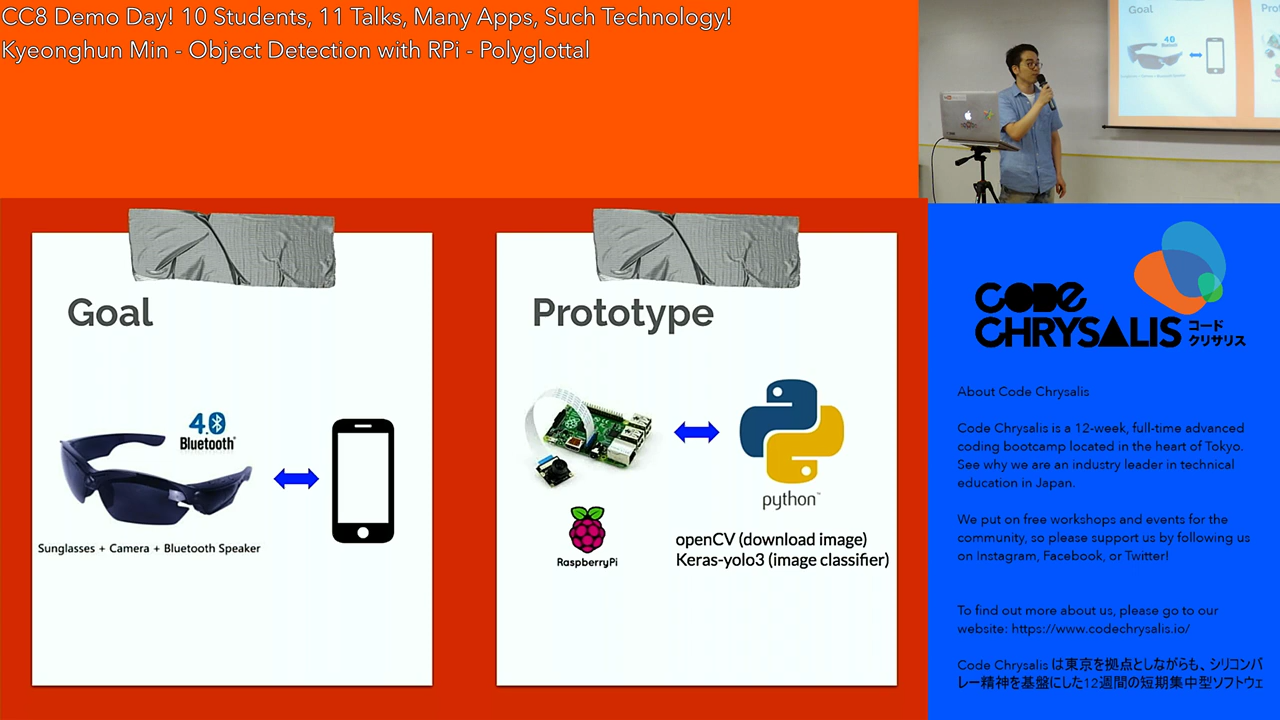 CC8 Demo Day! 10 Students, 11 Talks, Many Apps, Such Technology!
Kyeonghun Min - Object Detection with RPi - Polyglottal
Goal
4.0
Bluetooth®
Sunglasses + Camera + Bluetooth Speaker
Prototype
RaspberryPi
python™
openCV (download image)
Keras-yolo3 (image classifier)
Goal
CODE
CHRYSALIS
コード
クリサリス
About Code Chrysalis
Code Chrysalis is a 12-week, full-time advanced
coding bootcamp located in the heart of Tokyo.
See why we are an industry leader in technical
education in Japan.
We put on free workshops and events for the
community, so please support us by following us
on Instagram, Facebook, or Twitter!
To find out more about us, please go to our
website: https://www.codechrysalis.io/
Code Chrysalis は東京を拠点としながらも、シリコンバ
レー精神を基盤にした12週間の短期集中型ソフトウェ